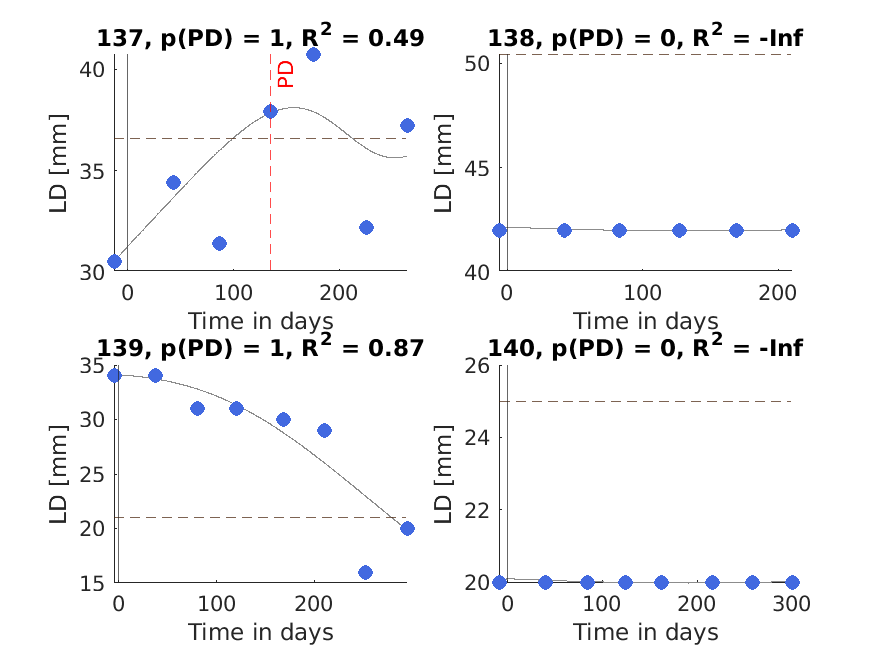 137, p(PD) = 1, R2 = 0.49
40
35
30
LD [mm]
PD
0
100
200
Time in days
138, p(PD) = 0, R2 = -Inf
50
45
40
LD [mm]
0
100
200
Time in days
139, p(PD) = 1, R2 = 0.87
35
30
25
20
15
LD [mm]
0
100
200
Time in days
140, p(PD) = 0, R2 = -Inf
26
24
22
20
LD [mm]
0
100
200
300
Time in days